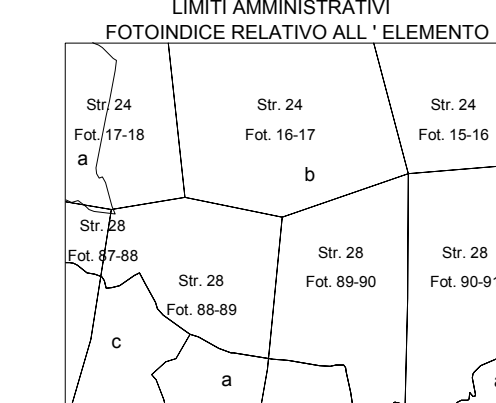 LIMITI AMMINISTRATIVI
FOTOINDICE RELATIVO ALL ' ELEMENTO
Str. 24
Fot. 17-18
a
Str. 24
Fot. 16-17
b
Str. 24
Fot. 15-16
Str. 28
Fot. 87-88
Str. 28
Fot. 88-89
Str. 28
Fot. 89-90
Str. 28
Fot. 90-91
c
a
a